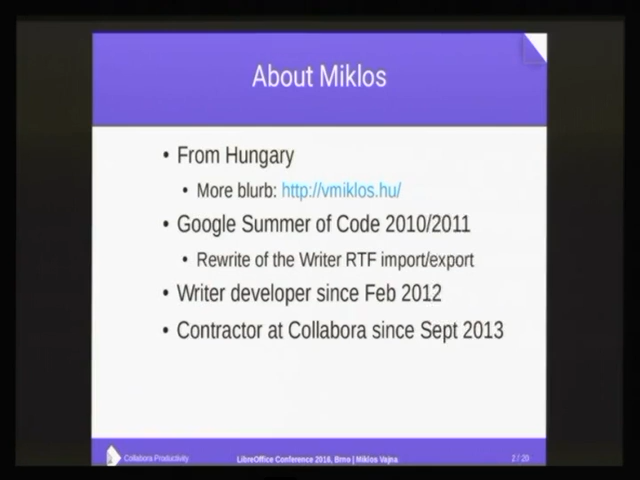 About Miklos
• From Hungary
• More blurb: http://vmiklos.hu/
• Google Summer of Code 2010/2011
• Rewrite of the Writer RTF import/export
• Writer developer since Feb 2012
• Contractor at Collabora since Sept 2013
Collabora Productivity
LibreOffice Conference 2016, Brno | Miklos Vajna
2 / 20